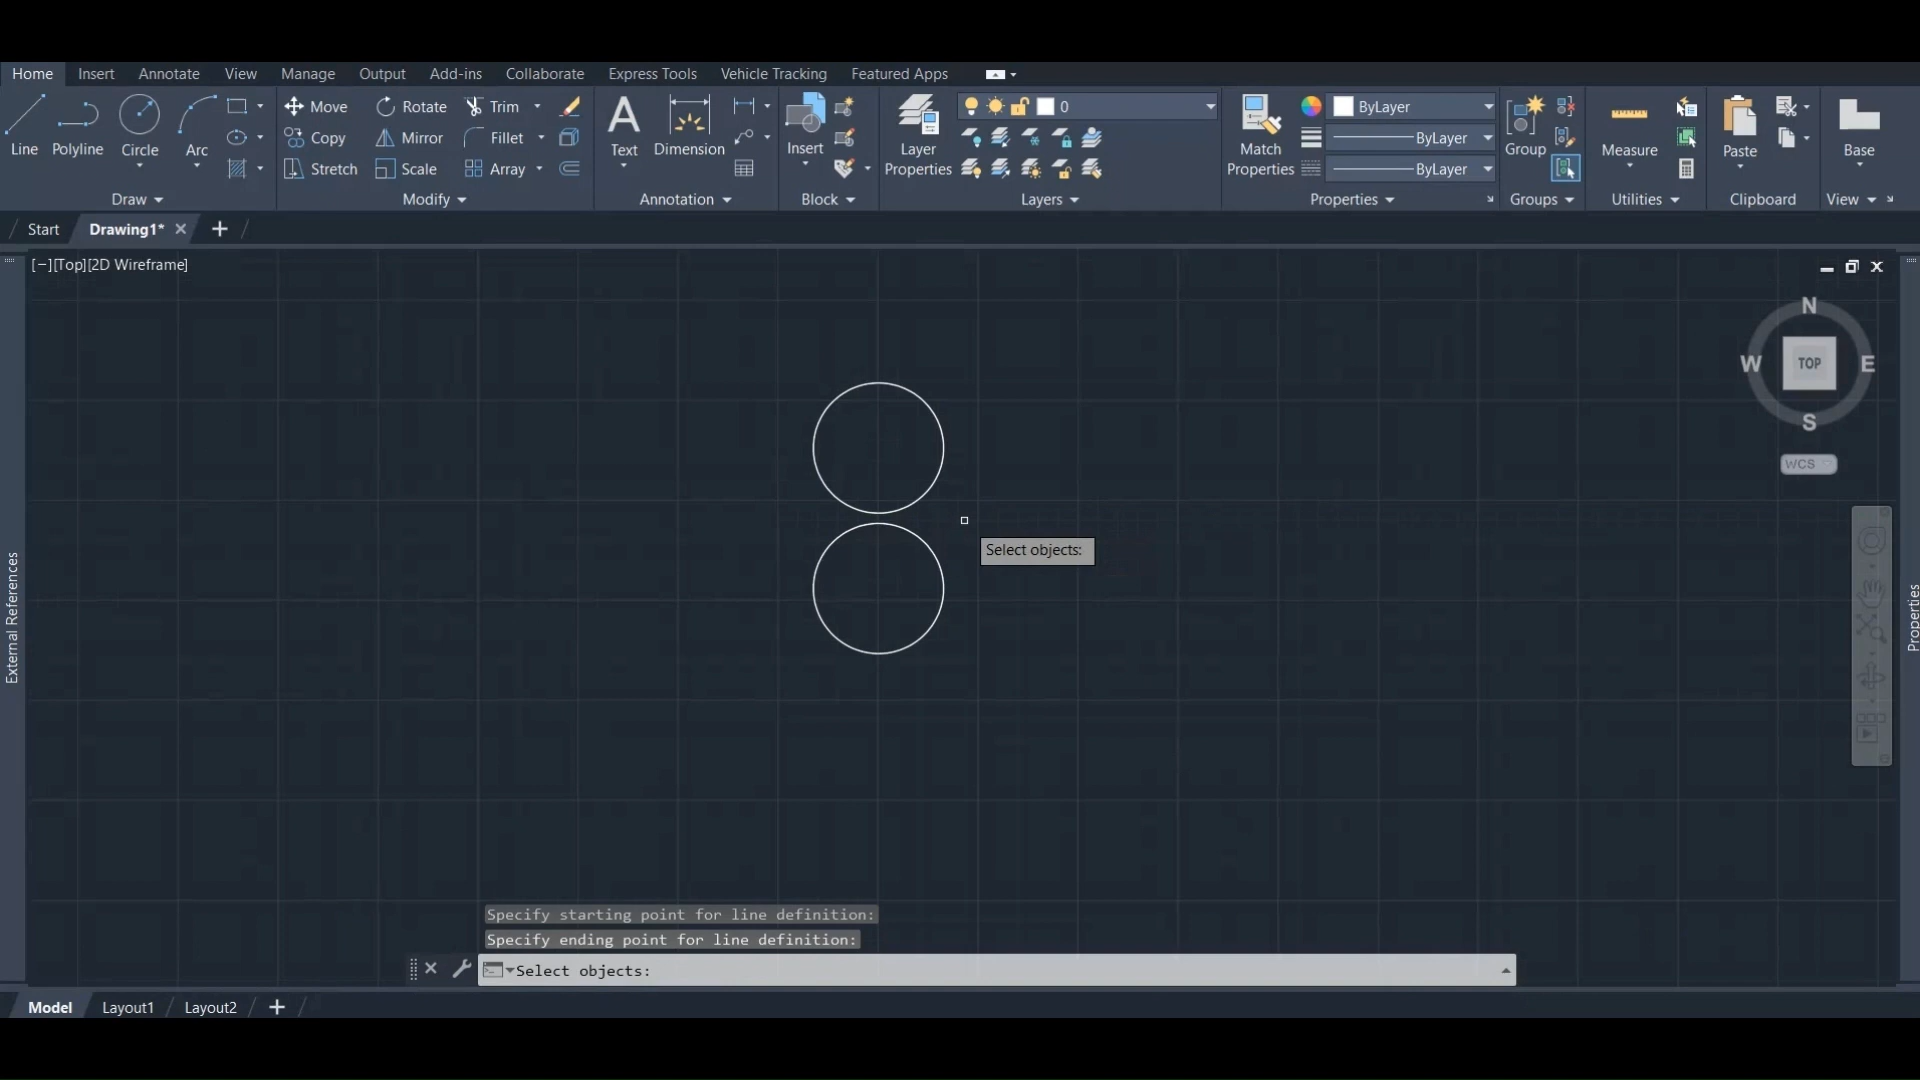 Home Insert Annotate View Manage Output Add-ins Collaborate Express Tools Vehicle Tracking Featured Apps
Line Polyline Circle Arc
Move Rotate Trim
Copy Mirror Fillet
Stretch Scale Array
Text Dimension
Insert
Layer Properties
0
Match Properties
ByLayer
ByLayer
ByLayer
Group
Measure
Paste
Base
Draw Modify Annotation Block Layers Properties Groups Utilities Clipboard View
Start Drawing1*
[−][Top][2D Wireframe]
N
W TOP E
S
WCS
External References
Properties
Select objects:
Specify starting point for line definition:
Specify ending point for line definition:
Select objects:
Model Layout1 Layout2